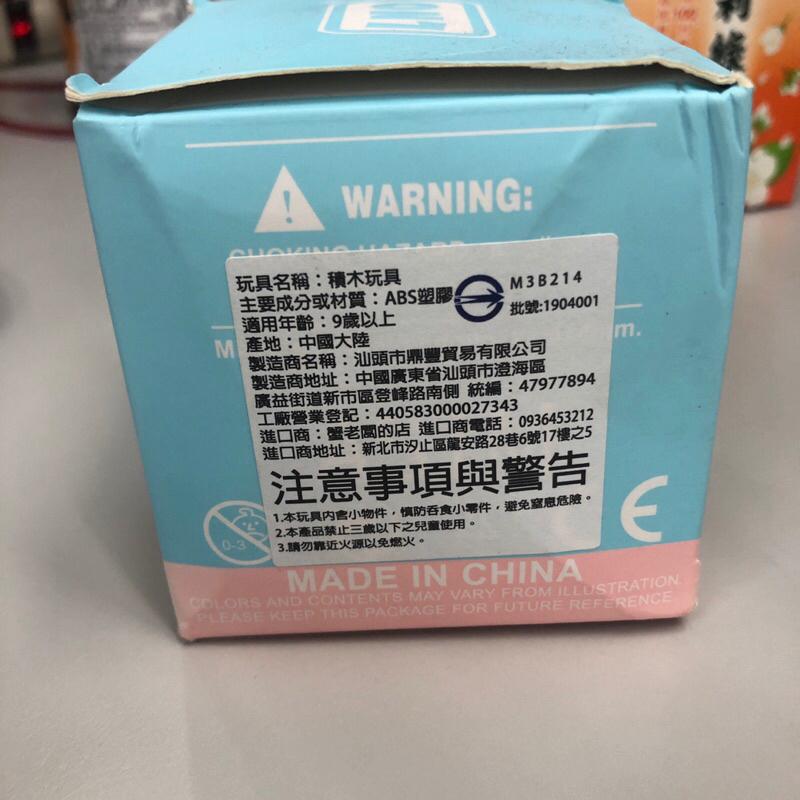 WARNING:
CHOKING HAZARD
玩具名稱：積木玩具
主要成分或材質：ABS塑膠
M3B214
批號:1904001
適用年齡：9歲以上
產地：中國大陸
製造商名稱：汕頭市鼎豐貿易有限公司
製造商地址：中國廣東省汕頭市澄海區
廣益街道新市區登峰路南側 統編：47977894
工廠營業登記：440583000027343
進口商：蟹老闆的店 進口商電話：0936453212
進口商地址：新北市汐止區龍安路28巷6號17樓之5
注意事項與警告
1.本玩具內含小物件，慎防吞食小零件，避免窒息危險。
2.本產品禁止三歲以下之兒童使用。
3.請勿靠近火源以免燃火。
0-3
CE
MADE IN CHINA
COLORS AND CONTENTS MAY VARY FROM ILLUSTRATION.
PLEASE KEEP THIS PACKAGE FOR FUTURE REFERENCE.